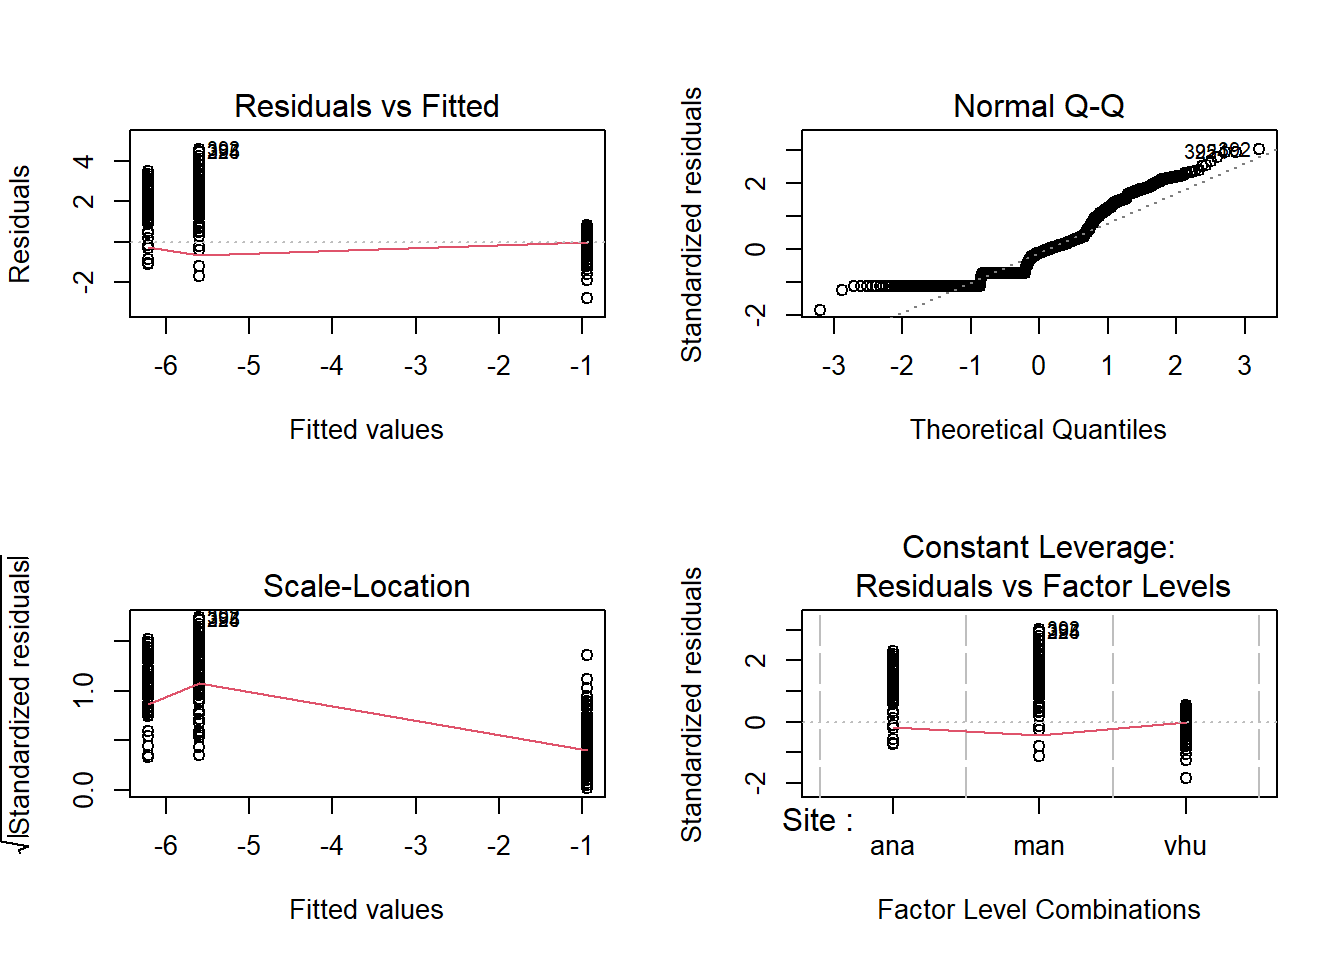 Residuals vs Fitted
Residuals
4
2
-2
-6 -5 -4 -3 -2 -1
Fitted values
Normal Q-Q
Standardized residuals
2
0
-2
-3 -2 -1 0 1 2 3
Theoretical Quantiles
Scale-Location
√|Standardized residuals|
1.0
0.0
-6 -5 -4 -3 -2 -1
Fitted values
Constant Leverage:
Residuals vs Factor Levels
Standardized residuals
2
0
-2
Site :
ana man vhu
Factor Level Combinations